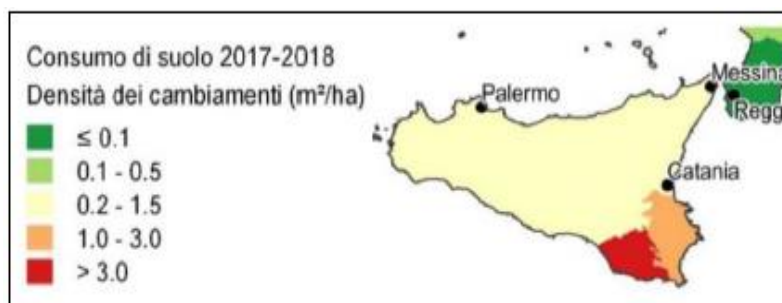 Consumo di suolo 2017-2018
Densità dei cambiamenti (m²/ha)
≤ 0.1
0.1 - 0.5
0.2 - 1.5
1.0 - 3.0
> 3.0
Palermo
Messina
Regg
Catania